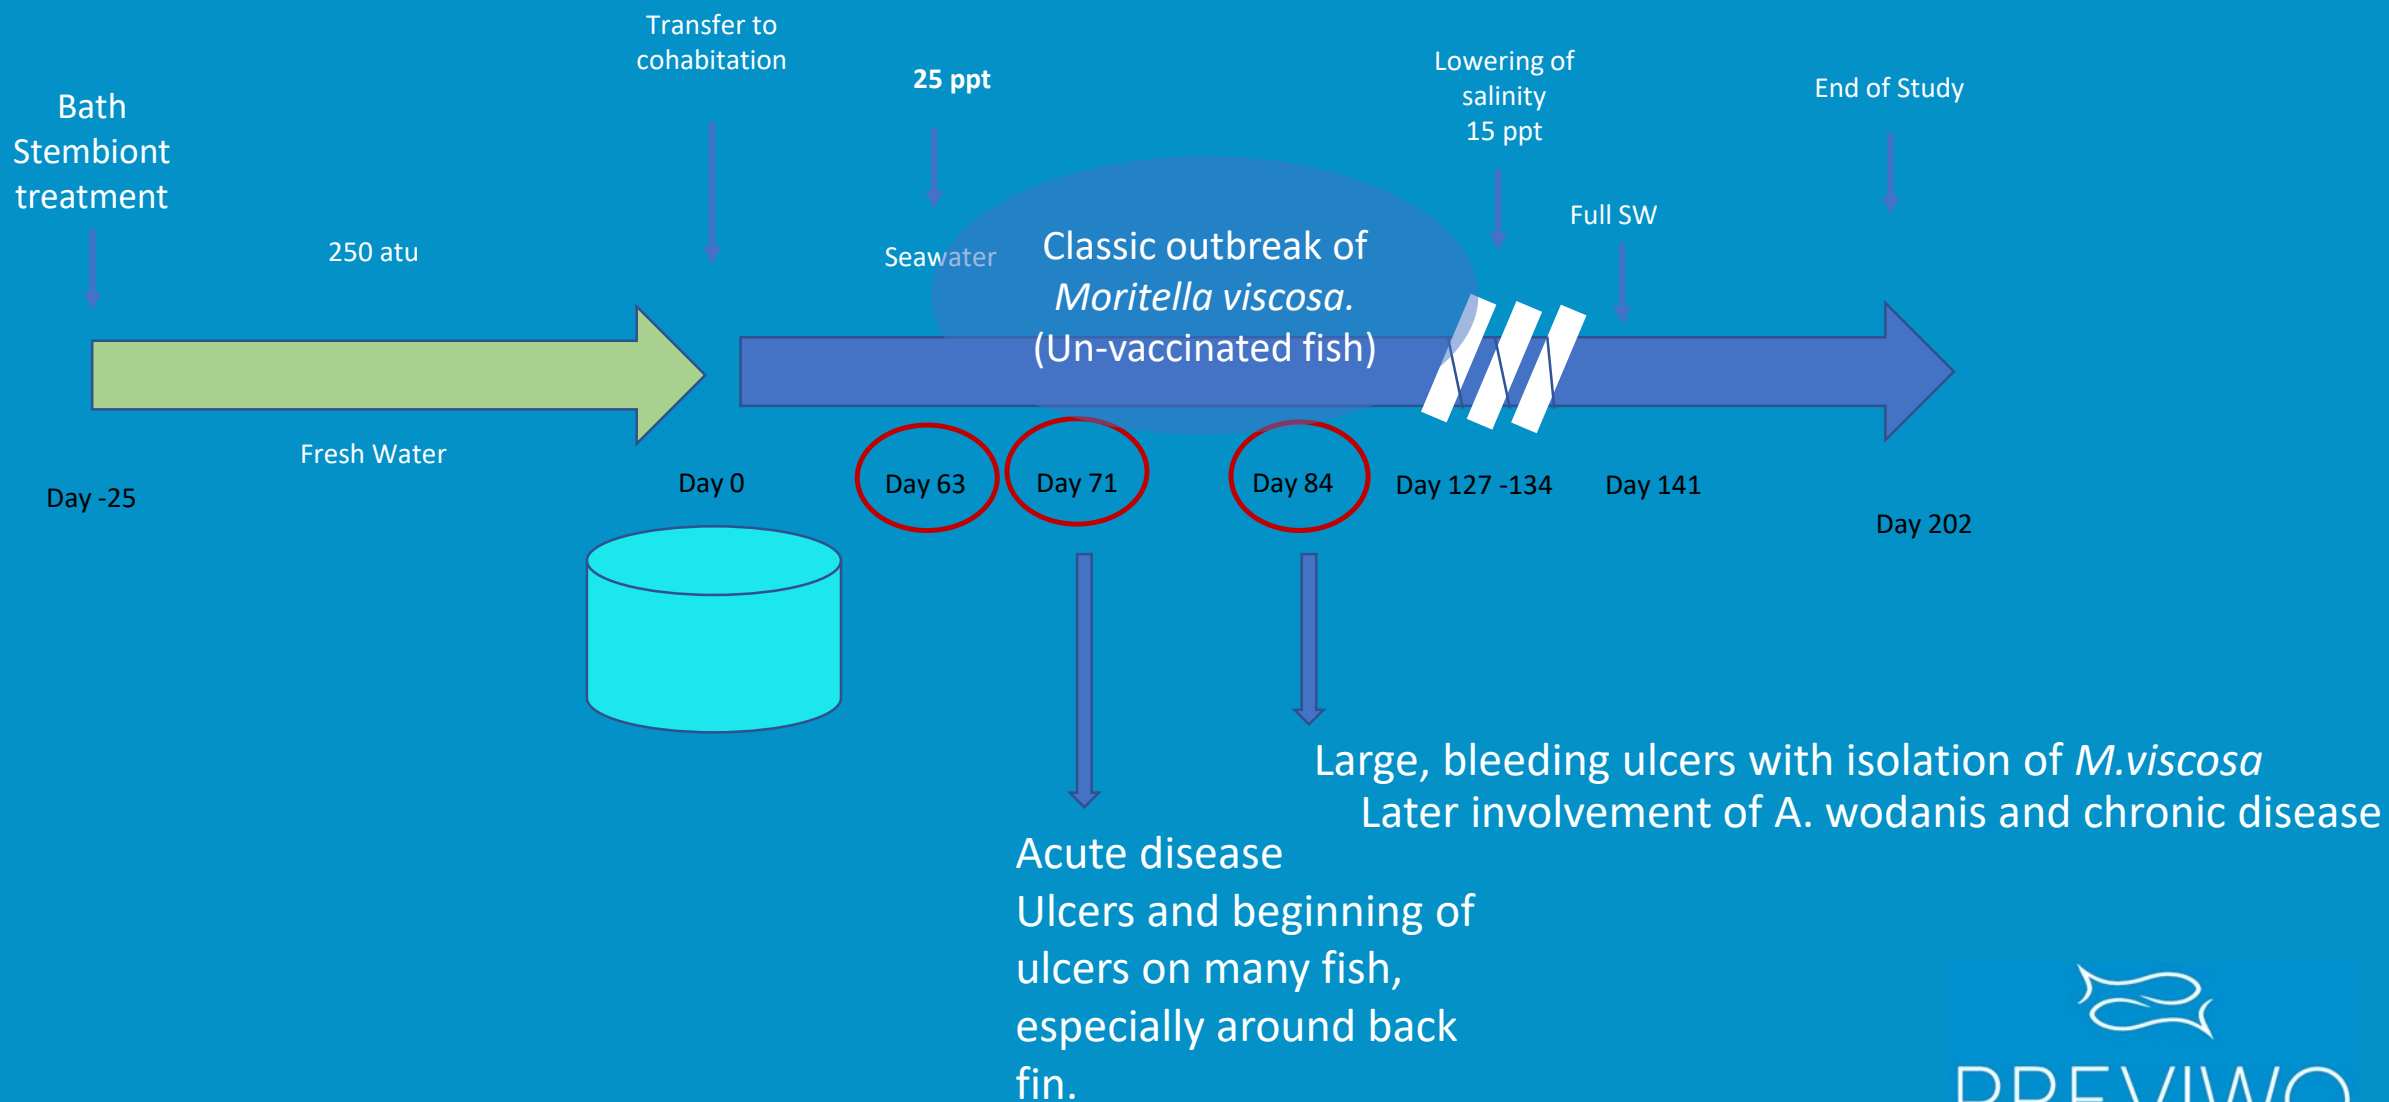 Transfer to
cohabitation
25 ppt
Lowering of
salinity
15 ppt
End of Study
Bath
Stembiont
treatment
250 atu
Seawater
Full SW
Classic outbreak of
Moritella viscosa.
(Un-vaccinated fish)
Fresh Water
Day -25
Day 0
Day 63
Day 71
Day 84
Day 127 -134
Day 141
Day 202
Large, bleeding ulcers with isolation of M.viscosa
Later involvement of A. wodanis and chronic disease
Acute disease
Ulcers and beginning of
ulcers on many fish,
especially around back
fin.
PREVIWO